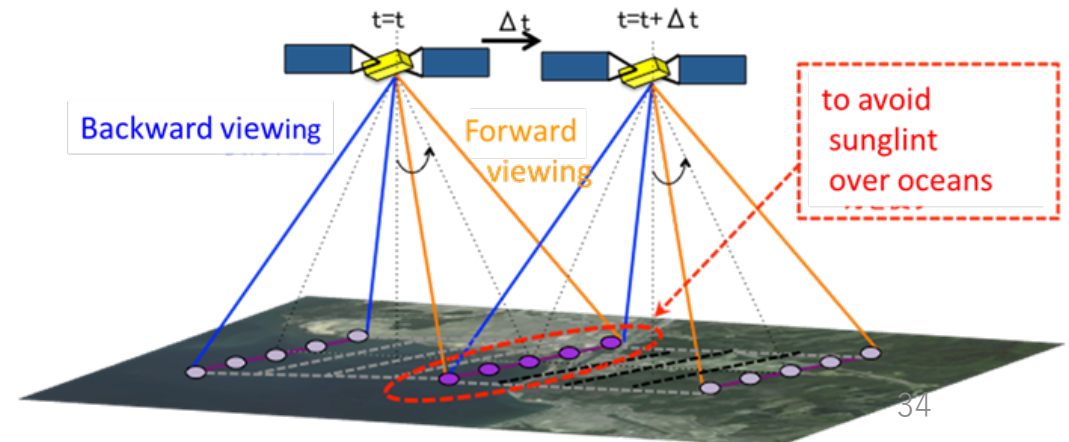 t=t
Δt
t=t+Δt
Backward viewing
Forward
viewing
to avoid
sunglint
over oceans
34